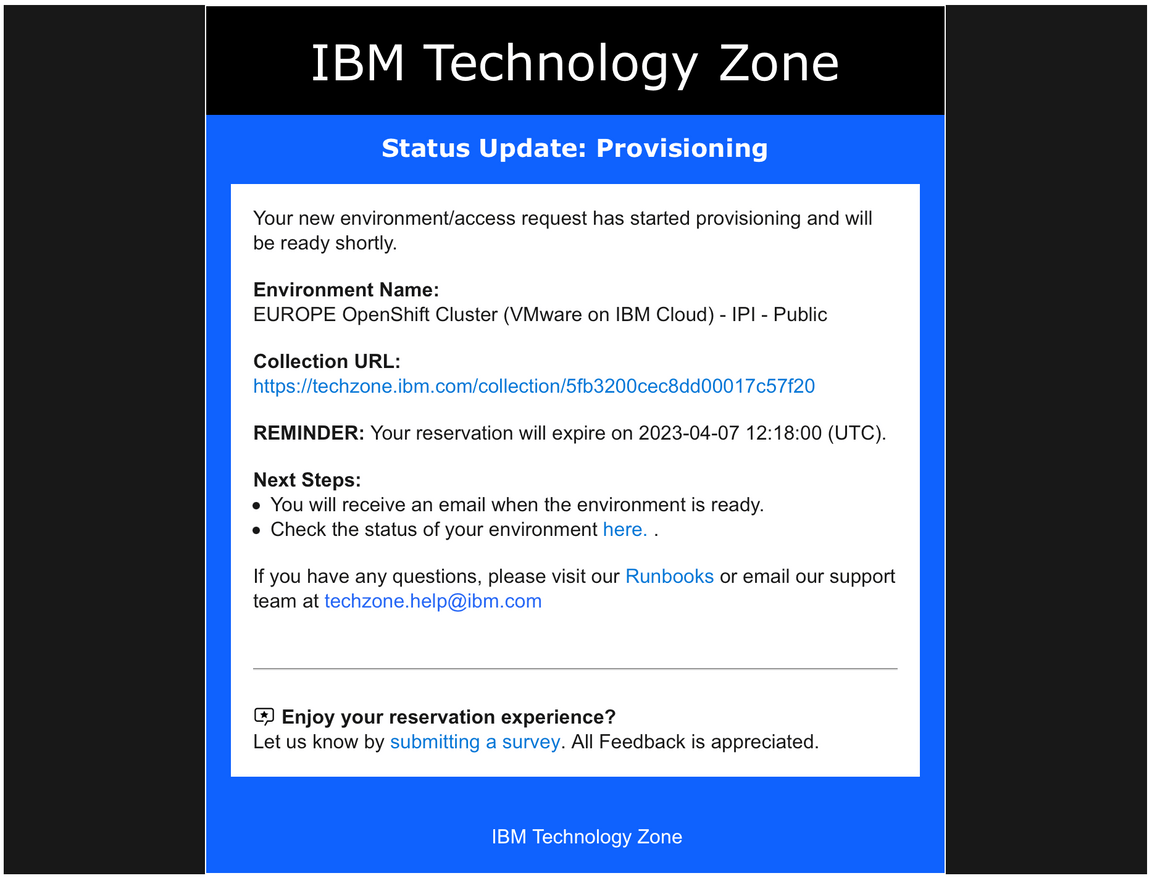 IBM Technology Zone
Status Update: Provisioning
Your new environment/access request has started provisioning and will
be ready shortly.
Environment Name:
EUROPE OpenShift Cluster (VMware on IBM Cloud) - IPI - Public
Collection URL:
https://techzone.ibm.com/collection/5fb3200cec8dd00017c57f20
REMINDER: Your reservation will expire on 2023-04-07 12:18:00 (UTC).
Next Steps:
• You will receive an email when the environment is ready.
• Check the status of your environment here. .
If you have any questions, please visit our Runbooks or email our support
team at techzone.help@ibm.com
Enjoy your reservation experience?
Let us know by submitting a survey. All Feedback is appreciated.
IBM Technology Zone